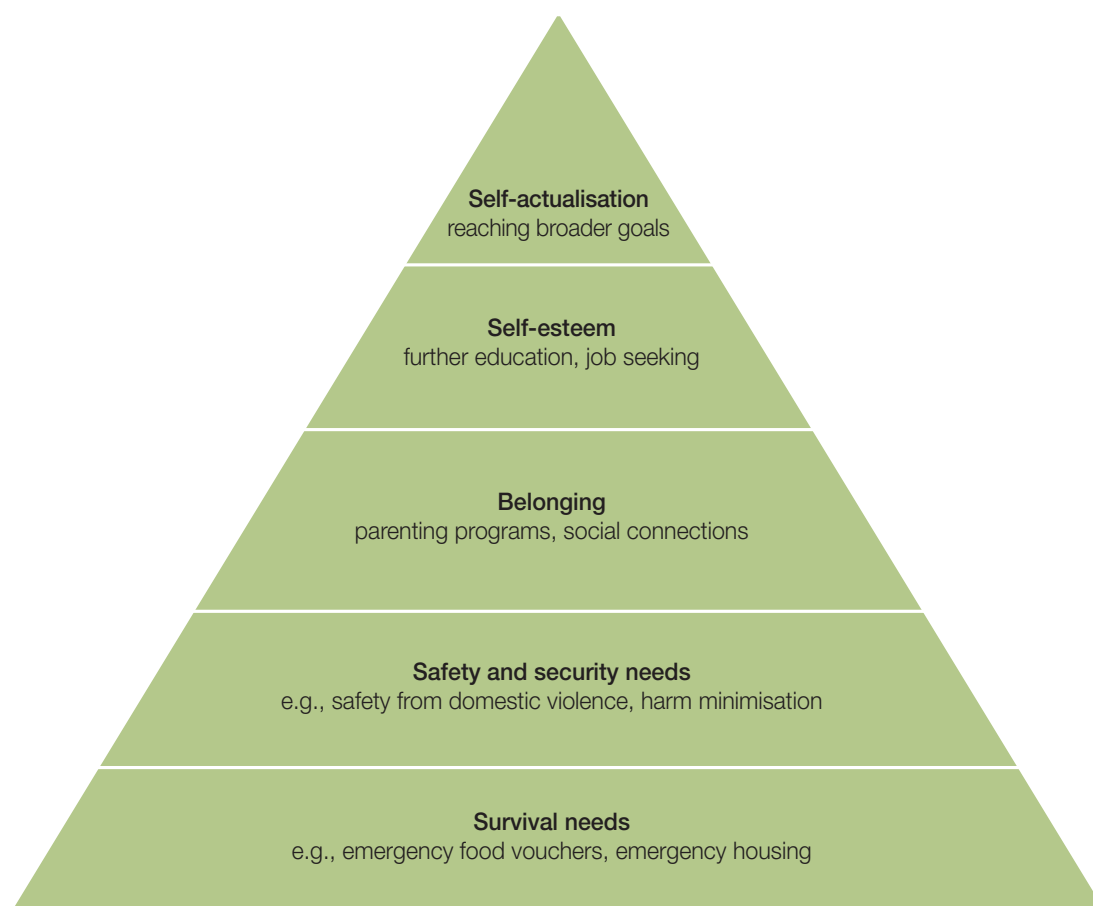 Self-actualisation
reaching broader goals
Self-esteem
further education, job seeking
Belonging
parenting programs, social connections
Safety and security needs
e.g., safety from domestic violence, harm minimisation
Survival needs
e.g., emergency food vouchers, emergency housing